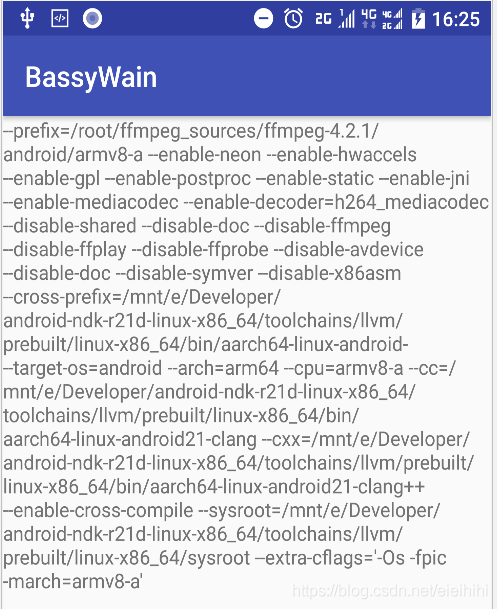 2G 4G 4G 2G 16:25
BassyWain
--prefix=/root/ffmpeg_sources/ffmpeg-4.2.1/
android/armv8-a --enable-neon --enable-hwaccels
--enable-gpl --enable-postproc --enable-static --enable-jni
--enable-mediacodec --enable-decoder=h264_mediacodec
--disable-shared --disable-doc --disable-ffmpeg
--disable-ffplay --disable-ffprobe --disable-avdevice
--disable-doc --disable-symver --disable-x86asm
--cross-prefix=/mnt/e/Developer/
android-ndk-r21d-linux-x86_64/toolchains/llvm/
prebuilt/linux-x86_64/bin/aarch64-linux-android-
--target-os=android --arch=arm64 --cpu=armv8-a --cc=/
mnt/e/Developer/android-ndk-r21d-linux-x86_64/
toolchains/llvm/prebuilt/linux-x86_64/bin/
aarch64-linux-android21-clang --cxx=/mnt/e/Developer/
android-ndk-r21d-linux-x86_64/toolchains/llvm/prebuilt/
linux-x86_64/bin/aarch64-linux-android21-clang++
--enable-cross-compile --sysroot=/mnt/e/Developer/
android-ndk-r21d-linux-x86_64/toolchains/llvm/
prebuilt/linux-x86_64/sysroot --extra-cflags='-Os -fpic
-march=armv8-a'
https://blog.csdn.net/eieihihi